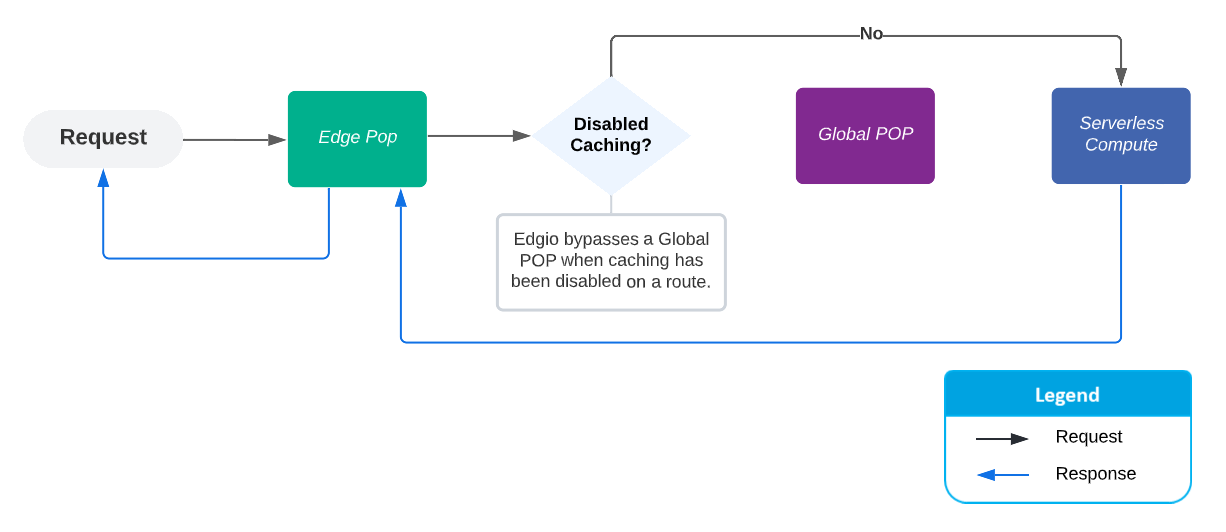 No
Request
Edge Pop
Disabled
Caching?
Global POP
Serverless
Compute
Edgio bypasses a Global
POP when caching has
been disabled on a route.
Legend
Request
Response